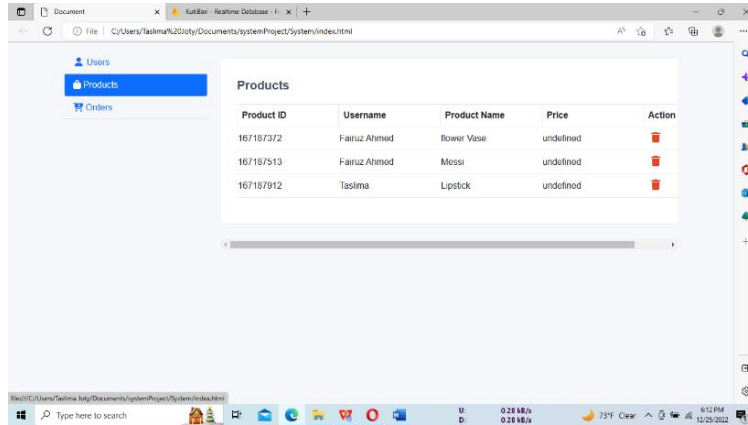 Document
KutiBari - Realtime Database - Fi
File
C:/Users/Taslima%20Joty/Documents/systemProject/System/index.html
Users
Products
Orders
Products
Product ID Username Product Name Price Action
167187372 Fairuz Ahmed flower Vase undefined
167187513 Fairuz Ahmed Messi undefined
167187912 Taslima Lipstick undefined
file:///C:/Users/Taslima Joty/Documents/systemProject/System/index.html
Type here to search
U: 0.20 kB/s
D: 0.20 kB/s
73°F Clear
6:12 PM
12/25/2022